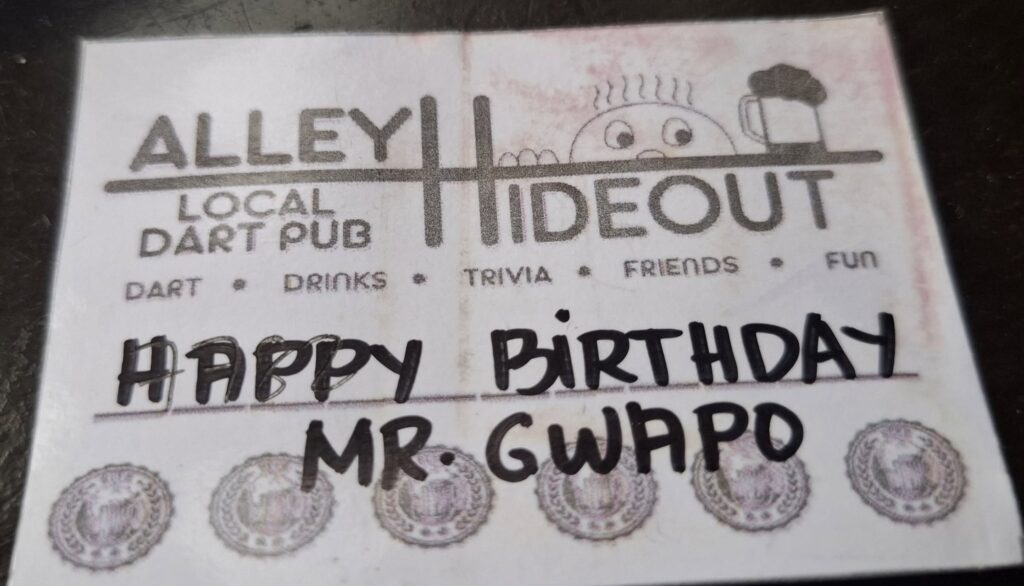 ALLEY HIDEOUT
LOCAL
DART PUB
DART • DRINKS • TRIVIA • FRIENDS • FUN
HAPPY BIRTHDAY
MR. GWAPO